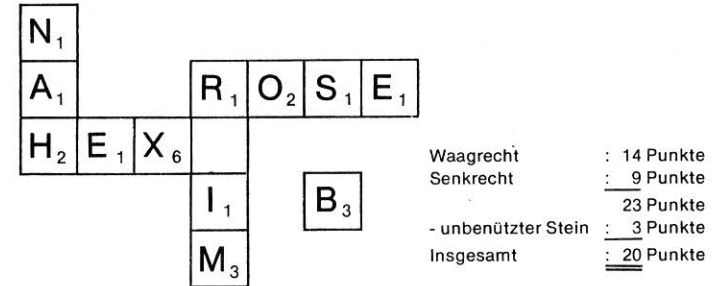 N₁
A₁ R₁ O₂ S₁ E₁
H₂ E₁ X₆
I₁ B₃
M₃
Waagrecht : 14 Punkte
Senkrecht : 9 Punkte
23 Punkte
- unbenützter Stein : 3 Punkte
Insgesamt : 20 Punkte